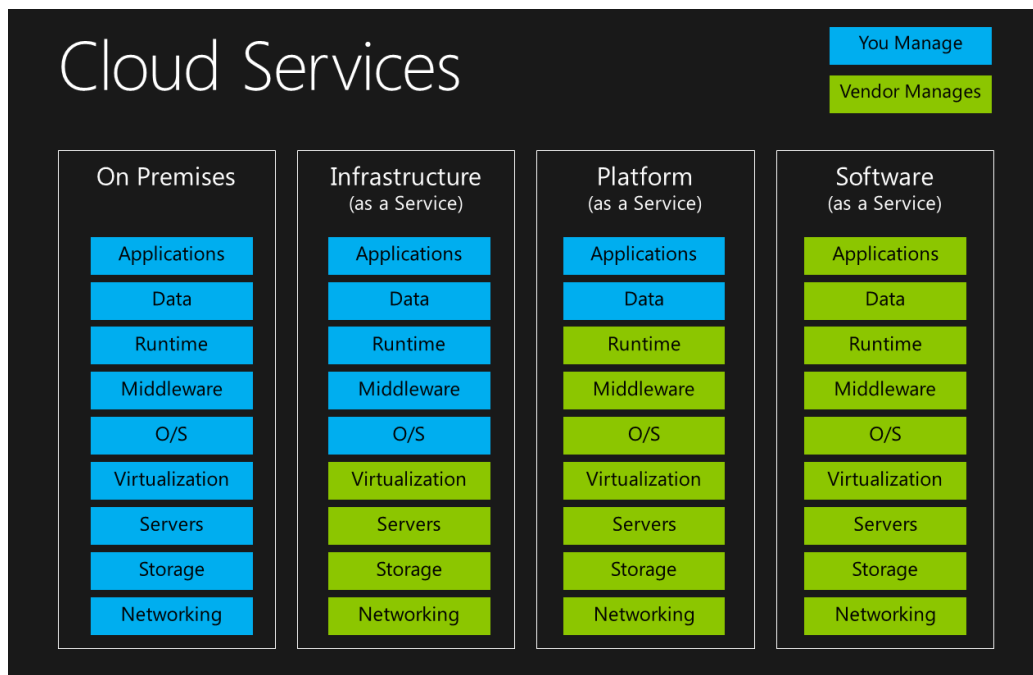 Cloud Services
You Manage
Vendor Manages
On Premises
Applications
Data
Runtime
Middleware
O/S
Virtualization
Servers
Storage
Networking
Infrastructure
(as a Service)
Applications
Data
Runtime
Middleware
O/S
Virtualization
Servers
Storage
Networking
Platform
(as a Service)
Applications
Data
Runtime
Middleware
O/S
Virtualization
Servers
Storage
Networking
Software
(as a Service)
Applications
Data
Runtime
Middleware
O/S
Virtualization
Servers
Storage
Networking